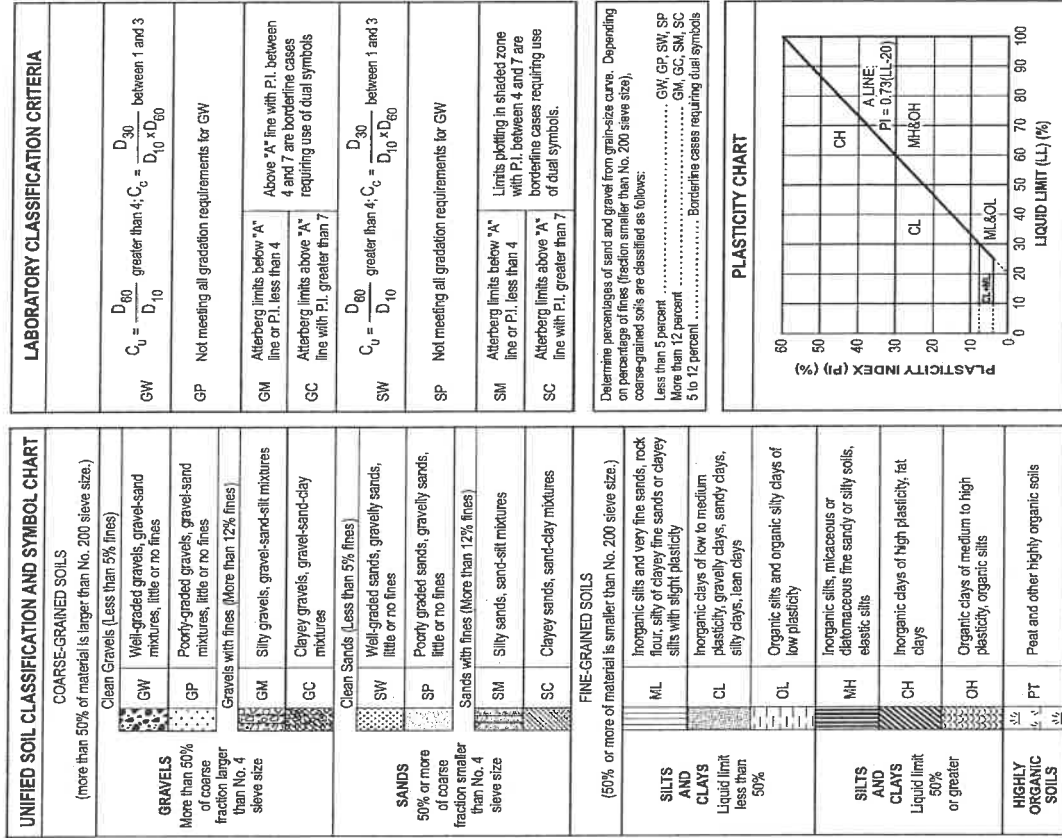 UNIFIED SOIL CLASSIFICATION AND SYMBOL CHART
COARSE-GRAINED SOILS
(more than 50% of material is larger than No. 200 sieve size.)
Clean Gravels (Less than 5% fines)
GRAVELS
More than 50%
of coarse
fraction larger
than No. 4
sieve size
GW
Well-graded gravels, gravel-sand
mixtures, little or no fines
GP
Poorly-graded gravels, gravel-sand
mixtures, little or no fines
Gravels with fines (More than 12% fines)
GM
Silty gravels, gravel-sand-silt mixtures
GC
Clayey gravels, gravel-sand-clay
mixtures
Clean Sands (Less than 5% fines)
SANDS
50% or more
of coarse
fraction smaller
than No. 4
sieve size
SW
Well-graded sands, gravelly sands,
little or no fines
SP
Poorly graded sands, gravelly sands,
little or no fines
Sands with fines (More than 12% fines)
SM
Silty sands, sand-silt mixtures
SC
Clayey sands, sand-clay mixtures
FINE-GRAINED SOILS
(50% or more of material is smaller than No. 200 sieve size.)
SILTS
AND
CLAYS
Liquid limit
less than
50%
ML
Inorganic silts and very fine sands, rock
flour, silty of clayey fine sands or clayey
silts with slight plasticity
CL
Inorganic clays of low to medium
plasticity, gravelly clays, sandy clays,
silty clays, lean clays
OL
Organic silts and organic silty clays of
low plasticity
SILTS
AND
CLAYS
Liquid limit
50%
or greater
MH
Inorganic silts, micaceous or
diatomaceous fine sandy or silty soils,
elastic silts
CH
Inorganic clays of high plasticity, fat
clays
OH
Organic clays of medium to high
plasticity, organic silts
HIGHLY
ORGANIC
SOILS
PT
Peat and other highly organic soils
LABORATORY CLASSIFICATION CRITERIA
GW
Cu = D60 / D10 greater than 4; Cc = D30 / D10 x D60 between 1 and 3
GP
Not meeting all gradation requirements for GW
GM
Atterberg limits below "A"
line or P.I. less than 4
GC
Atterberg limits above "A"
line with P.I. greater than 7
Above "A" line with P.I. between
4 and 7 are borderline cases
requiring use of dual symbols
SW
Cu = D60 / D10 greater than 4; Cc = D30 / D10 x D60 between 1 and 3
SP
Not meeting all gradation requirements for GW
SM
Atterberg limits below "A"
line or P.I. less than 4
SC
Atterberg limits above "A"
line with P.I. greater than 7
Limits plotting in shaded zone
with P.I. between 4 and 7 are
borderline cases requiring use
of dual symbols.
Determine percentages of sand and gravel from grain-size curve. Depending
on percentage of fines (fraction smaller than No. 200 sieve size),
coarse-grained soils are classified as follows:
Less than 5 percent ........ GW, GP, SW, SP
More than 12 percent ........ GM, GC, SM, SC
5 to 12 percent ........ Borderline cases requiring dual symbols
PLASTICITY CHART
PLASTICITY INDEX (PI) (%)
60
50
40
30
20
10
0
CH
A LINE:
PI = 0.73(LL-20)
CL
MH&OH
CL+ML
ML&OL
0 10 20 30 40 50 60 70 80 90 100
LIQUID LIMIT (LL) (%)